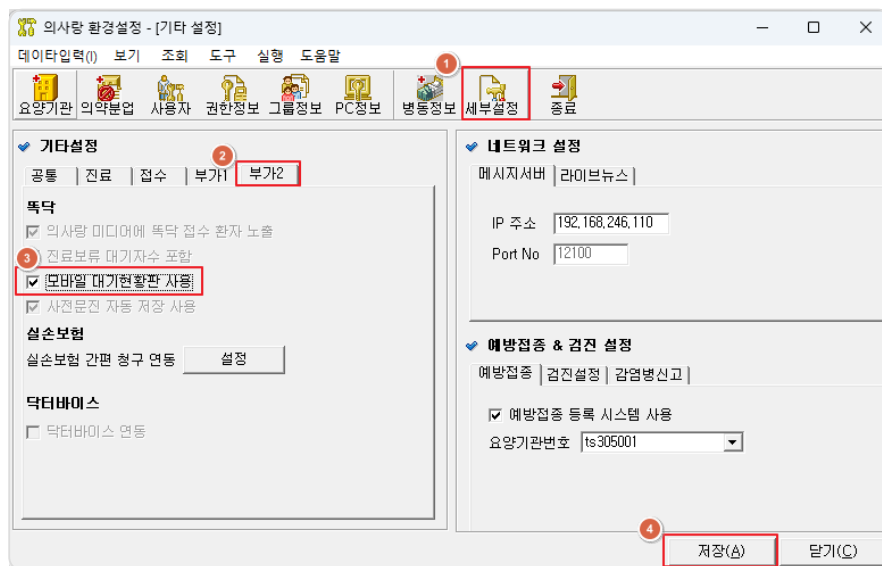 의사랑 환경설정 - [기타 설정]
데이타입력(I) 보기 조회 도구 실행 도움말
1
요양기관 의약분업 사용자 권한정보 그룹정보 PC정보 병동정보 세부설정 종료
기타설정
2
공통 진료 접수 부가1 부가2
똑닥
의사랑 미디어에 똑닥 접수 환자 노출
진료보류 대기자수 포함
3
모바일 대기현황판 사용
사전문진 자동 저장 사용
실손보험
실손보험 간편 청구 연동 설정
닥터바이스
닥터바이스 연동
네트워크 설정
메시지서버 라이브뉴스
IP 주소 192,168,246,110
Port No 12100
예방접종 & 검진 설정
예방접종 검진설정 감염병신고
예방접종 등록 시스템 사용
요양기관번호 ts305001
4
저장(A) 닫기(C)